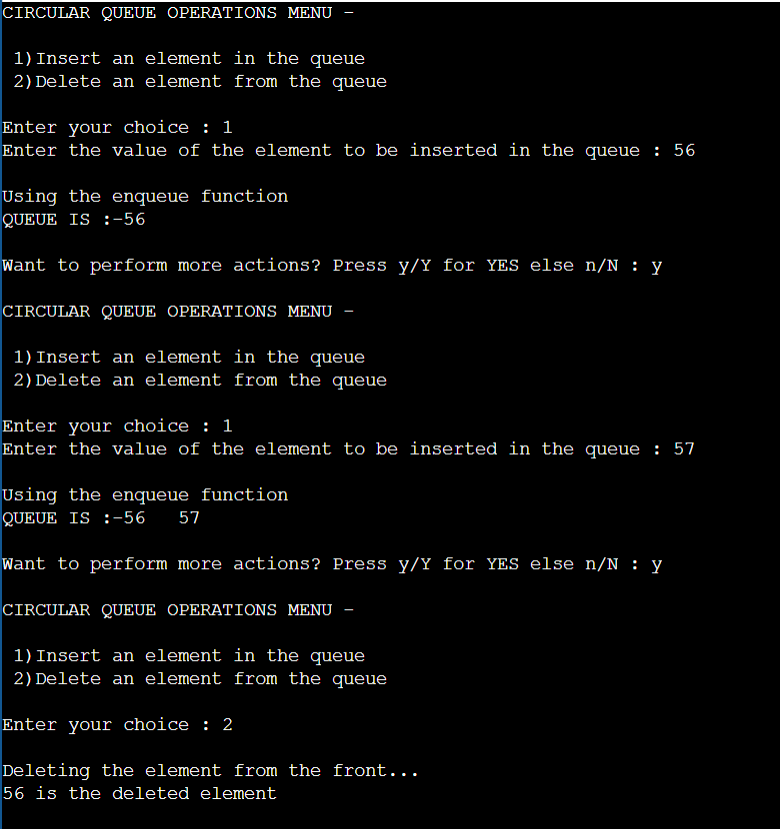 CIRCULAR QUEUE OPERATIONS MENU -
1)Insert an element in the queue
2)Delete an element from the queue
Enter your choice : 1
Enter the value of the element to be inserted in the queue : 56
Using the enqueue function
QUEUE IS :-56
Want to perform more actions? Press y/Y for YES else n/N : y
CIRCULAR QUEUE OPERATIONS MENU -
1)Insert an element in the queue
2)Delete an element from the queue
Enter your choice : 1
Enter the value of the element to be inserted in the queue : 57
Using the enqueue function
QUEUE IS :-56   57
Want to perform more actions? Press y/Y for YES else n/N : y
CIRCULAR QUEUE OPERATIONS MENU -
1)Insert an element in the queue
2)Delete an element from the queue
Enter your choice : 2
Deleting the element from the front...
56 is the deleted element